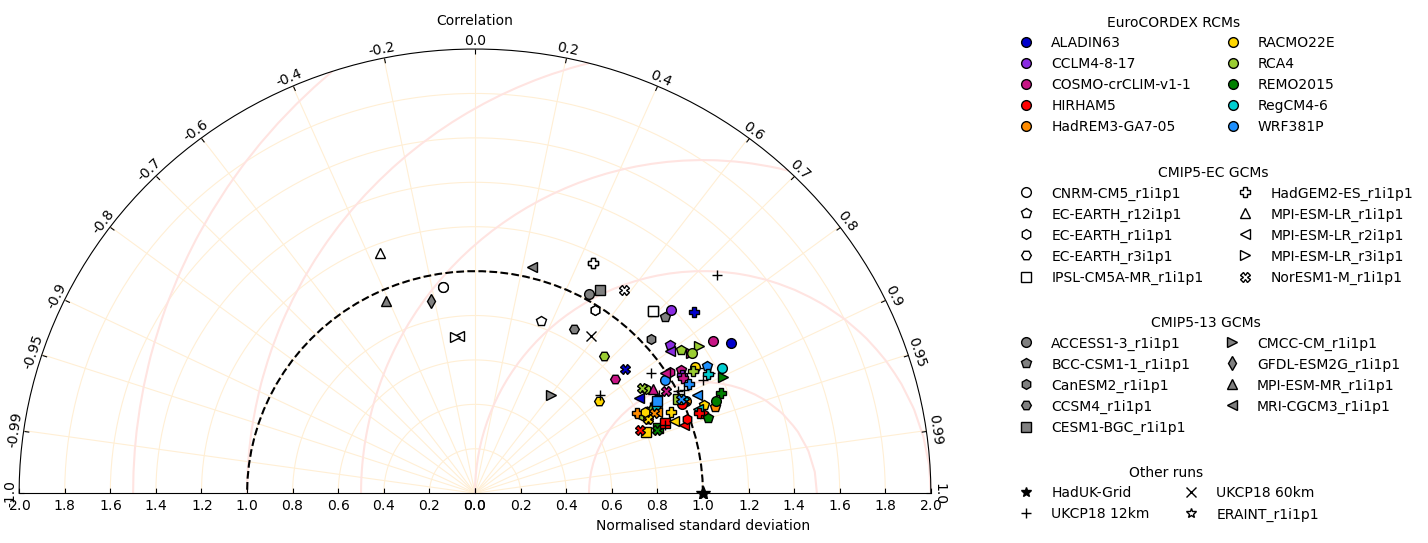 Correlation
0.0
-0.2
0.2
-0.4
0.4
-0.6
0.6
-0.7
0.7
-0.8
0.8
-0.9
0.9
-0.95
0.95
-0.99
0.99
1.0
1.0
2.0 1.8 1.6 1.4 1.2 1.0 0.8 0.6 0.4 0.2 0.0 0.2 0.4 0.6 0.8 1.0 1.2 1.4 1.6 1.8 2.0
Normalised standard deviation
EuroCORDEX RCMs
ALADIN63 RACMO22E
CCLM4-8-17 RCA4
COSMO-crCLIM-v1-1 REMO2015
HIRHAM5 RegCM4-6
HadREM3-GA7-05 WRF381P
CMIP5-EC GCMs
CNRM-CM5_r1i1p1 HadGEM2-ES_r1i1p1
EC-EARTH_r12i1p1 MPI-ESM-LR_r1i1p1
EC-EARTH_r1i1p1 MPI-ESM-LR_r2i1p1
EC-EARTH_r3i1p1 MPI-ESM-LR_r3i1p1
IPSL-CM5A-MR_r1i1p1 NorESM1-M_r1i1p1
CMIP5-13 GCMs
ACCESS1-3_r1i1p1 CMCC-CM_r1i1p1
BCC-CSM1-1_r1i1p1 GFDL-ESM2G_r1i1p1
CanESM2_r1i1p1 MPI-ESM-MR_r1i1p1
CCSM4_r1i1p1 MRI-CGCM3_r1i1p1
CESM1-BGC_r1i1p1
Other runs
HadUK-Grid UKCP18 60km
UKCP18 12km ERAINT_r1i1p1